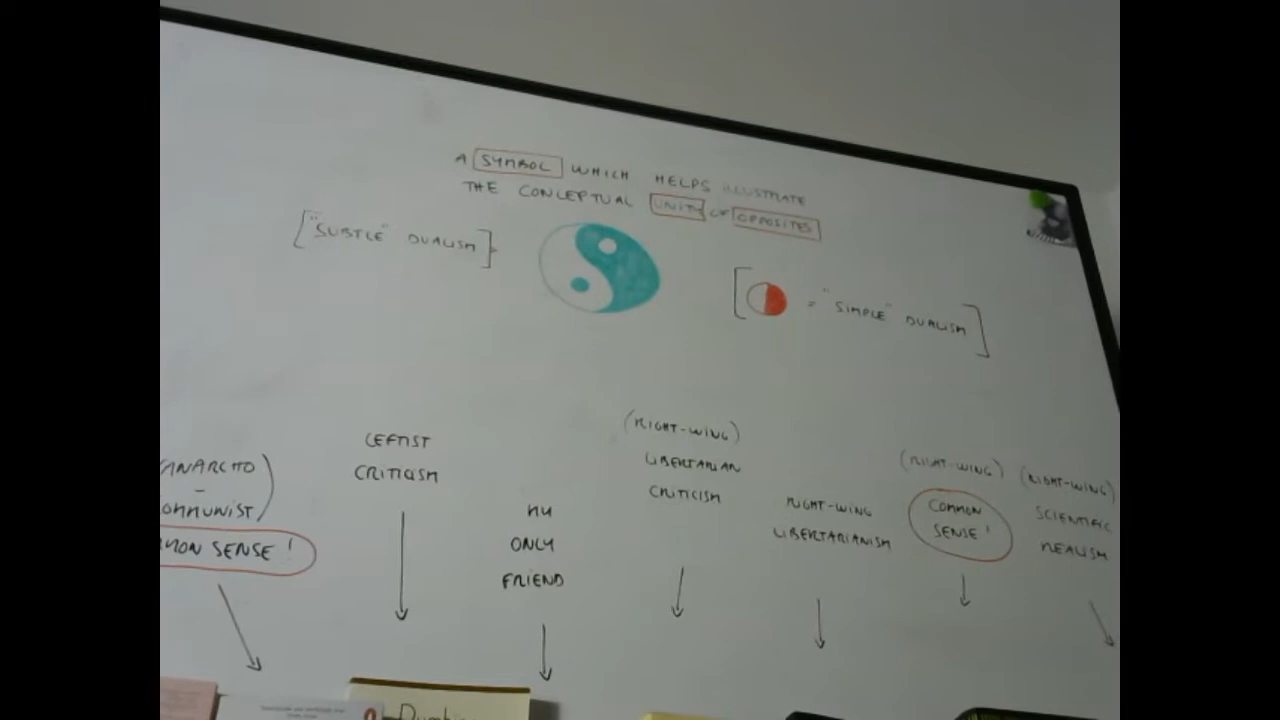 A SYMBOL WHICH HELPS ILLUSTRATE
THE CONCEPTUAL UNITY OF OPPOSITES
["SUBTLE" DUALISM]
[ = "SIMPLE" DUALISM]
(ANARCHO
-
OMMUNIST)
MON SENSE!
LEFTIST
CRITICISM
MY
ONLY
FRIEND
(RIGHT-WING)
LIBERTARIAN
CRITICISM
RIGHT-WING
LIBERTARIANISM
(RIGHT-WING)
COMMON
SENSE!
(RIGHT-WING)
SCIENTIFIC
REALISM